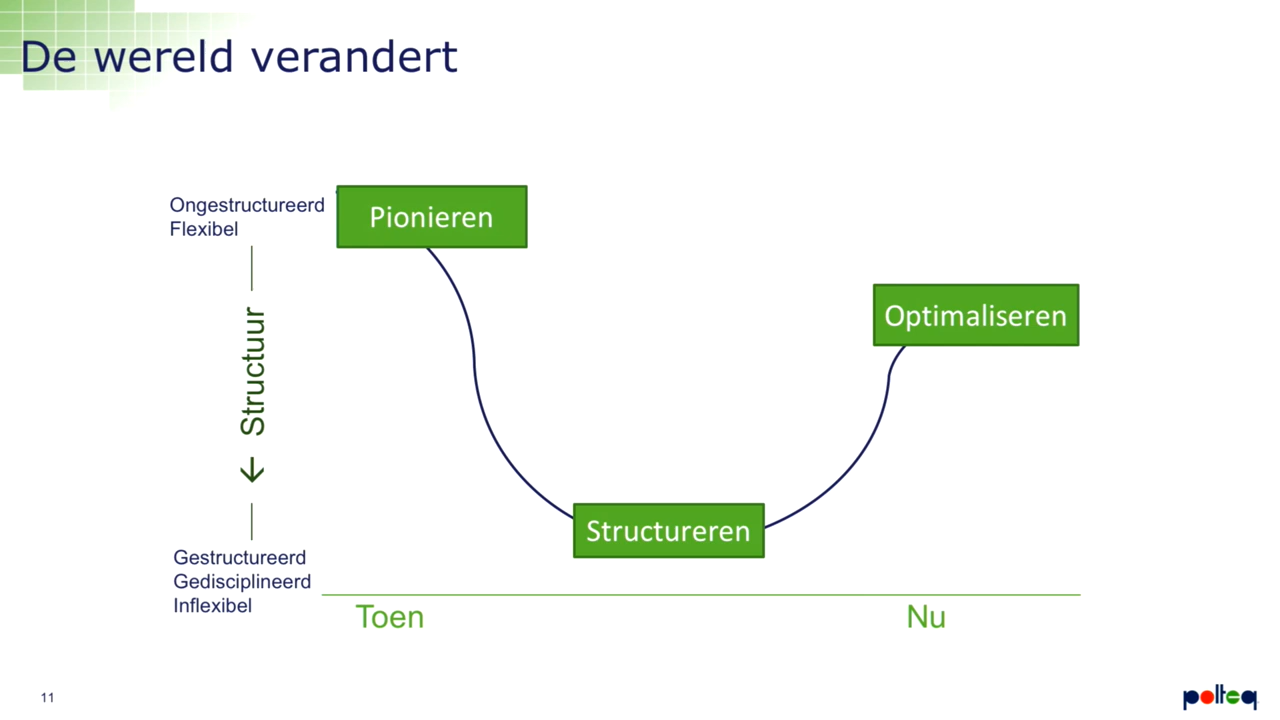 De wereld verandert
Ongestructureerd
Flexibel
Pionieren
Optimaliseren
← Structuur
Structureren
Gestructureerd
Gedisciplineerd
Inflexibel
Toen
Nu
11
polteq